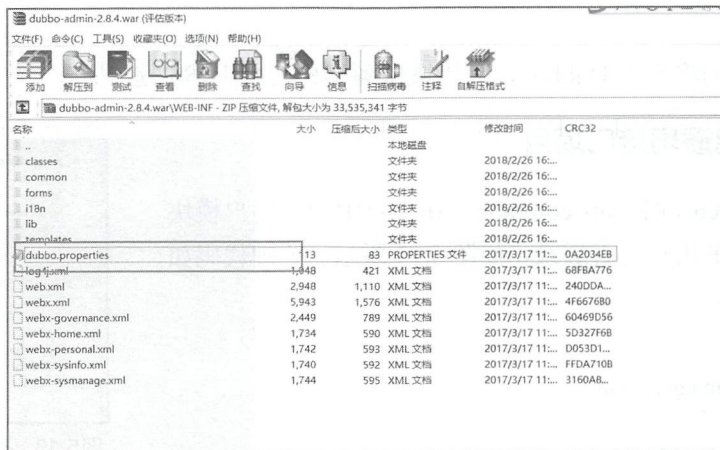 dubbo-admin-2.8.4.war (评估版本)
文件(F) 命令(C) 工具(S) 收藏夹(O) 选项(N) 帮助(H)
添加 解压到 测试 查看 删除 查找 向导 信息 扫描病毒 注释 自解压格式
dubbo-admin-2.8.4.war\WEB-INF - ZIP 压缩文件, 解包大小为 33,535,341 字节
名称 大小 压缩后大小 类型 修改时间 CRC32
.. 本地磁盘
classes 文件夹 2018/2/26 16:...
common 文件夹 2018/2/26 16:...
forms 文件夹 2018/2/26 16:...
i18n 文件夹 2018/2/26 16:...
lib 文件夹 2018/2/26 16:...
templates 文件夹 2018/2/26 16:...
dubbo.properties 113 83 PROPERTIES 文件 2017/3/17 11:... 0A2034EB
log4j.xml 1,048 421 XML 文档 2017/3/17 11:... 68FBA776
web.xml 2,948 1,110 XML 文档 2017/3/17 11:... 240DDA...
webx.xml 5,943 1,576 XML 文档 2017/3/17 11:... 4F6676B0
webx-governance.xml 2,449 789 XML 文档 2017/3/17 11:... 60469D56
webx-home.xml 1,734 590 XML 文档 2017/3/17 11:... 5D327F6B
webx-personal.xml 1,742 593 XML 文档 2017/3/17 11:... D053D1...
webx-sysinfo.xml 1,740 592 XML 文档 2017/3/17 11:... FFDA710B
webx-sysmanage.xml 1,744 595 XML 文档 2017/3/17 11:... 3160AB...